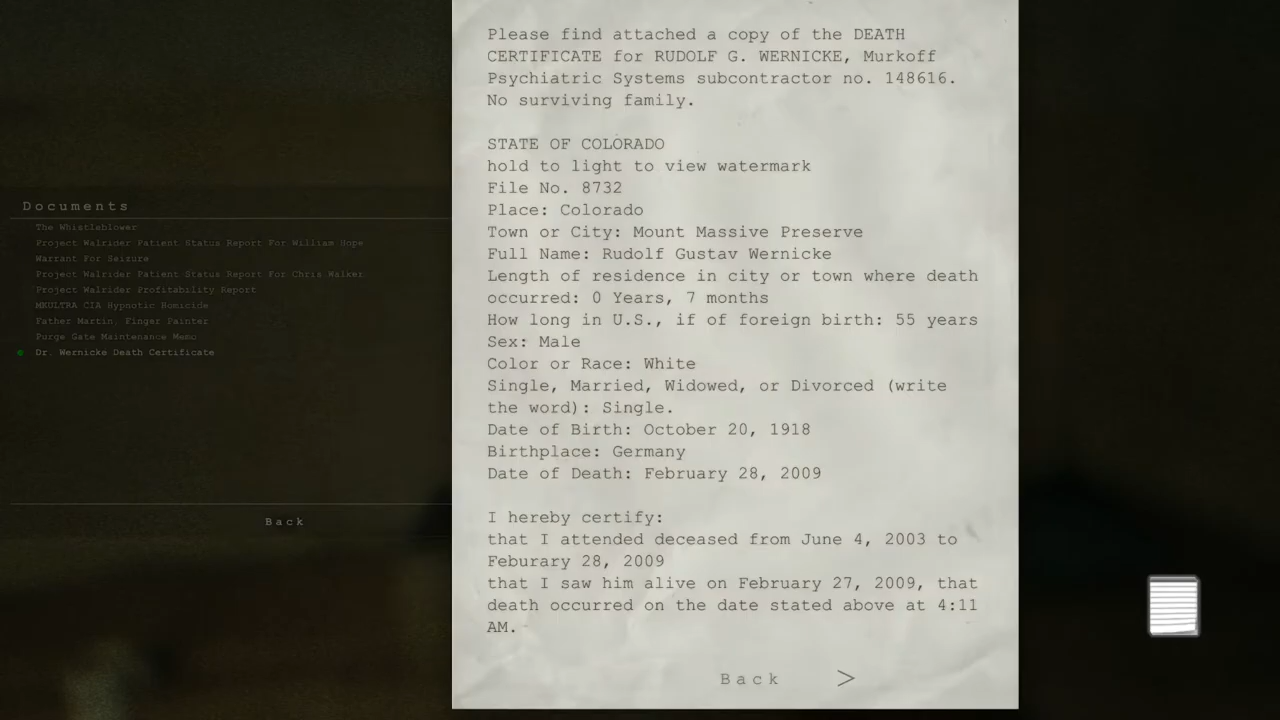 Documents
The Whistleblower
Project Walrider Patient Status Report For William Hope
Warrant For Seizure
Project Walrider Patient Status Report For Chris Walker
Project Walrider Profitability Report
MKULTRA CIA Hypnotic Homicide
Father Martin, Finger Painter
Purge Gate Maintenance Memo
Dr. Wernicke Death Certificate
Back
Please find attached a copy of the DEATH
CERTIFICATE for RUDOLF G. WERNICKE, Murkoff
Psychiatric Systems subcontractor no. 148616.
No surviving family.
STATE OF COLORADO
hold to light to view watermark
File No. 8732
Place: Colorado
Town or City: Mount Massive Preserve
Full Name: Rudolf Gustav Wernicke
Length of residence in city or town where death
occurred: 0 Years, 7 months
How long in U.S., if of foreign birth: 55 years
Sex: Male
Color or Race: White
Single, Married, Widowed, or Divorced (write
the word): Single.
Date of Birth: October 20, 1918
Birthplace: Germany
Date of Death: February 28, 2009
I hereby certify:
that I attended deceased from June 4, 2003 to
Feburary 28, 2009
that I saw him alive on February 27, 2009, that
death occurred on the date stated above at 4:11
AM.
Back >